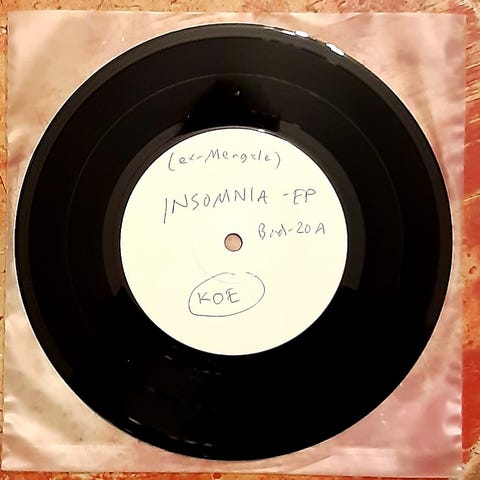 (ex-Mengele)
INSOMNIA - EP
Bird-20A
KOE